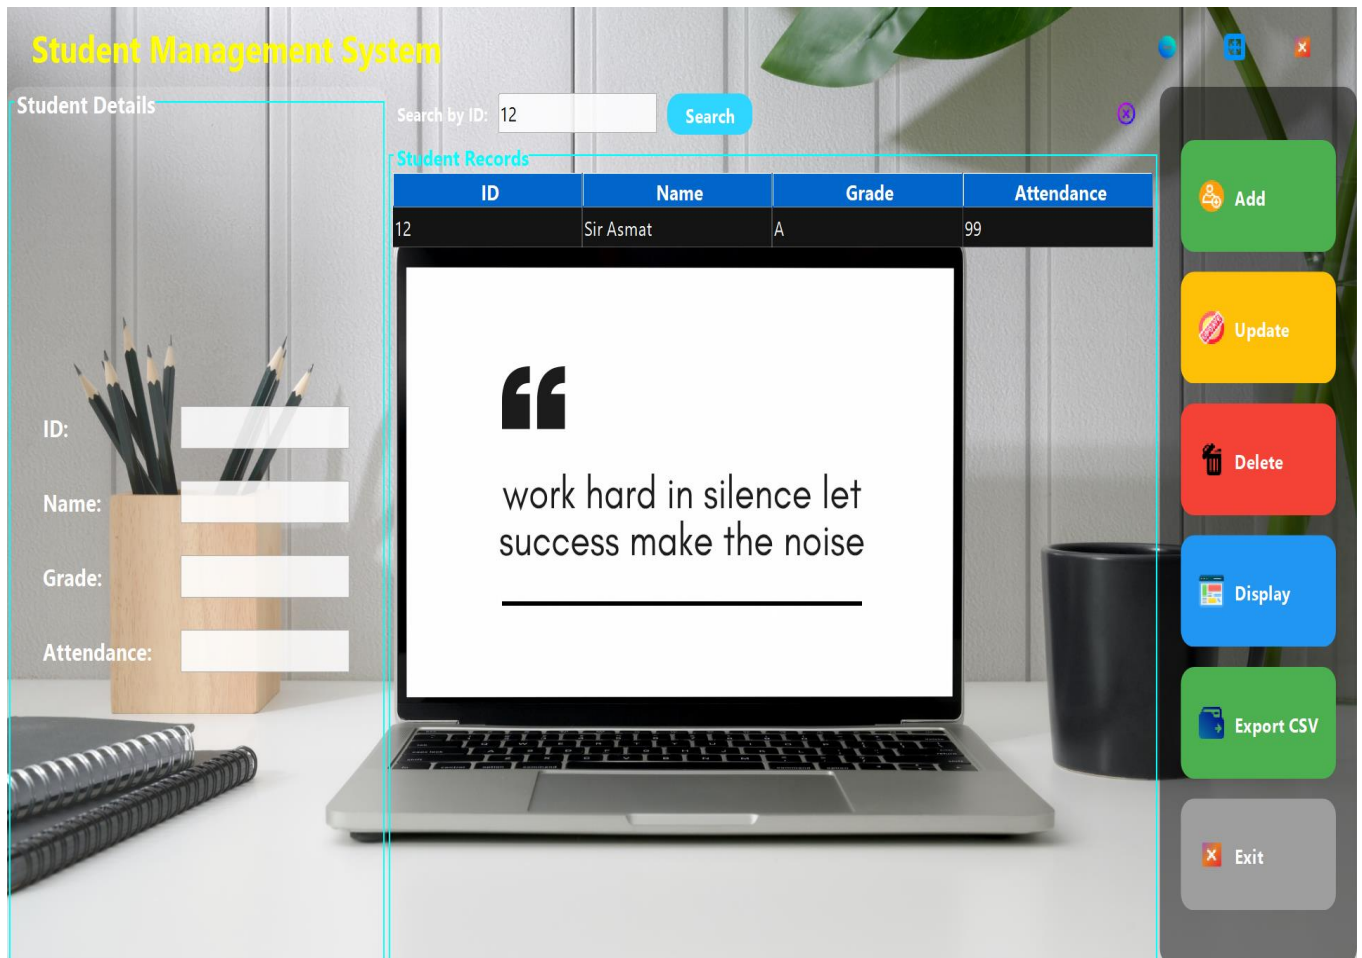 Student Management System
Student Details
Search by ID: 12 Search
Student Records
ID Name Grade Attendance
12 Sir Asmat A 99
work hard in silence let
success make the noise
ID:
Name:
Grade:
Attendance:
Add
Update
Delete
Display
Export CSV
Exit